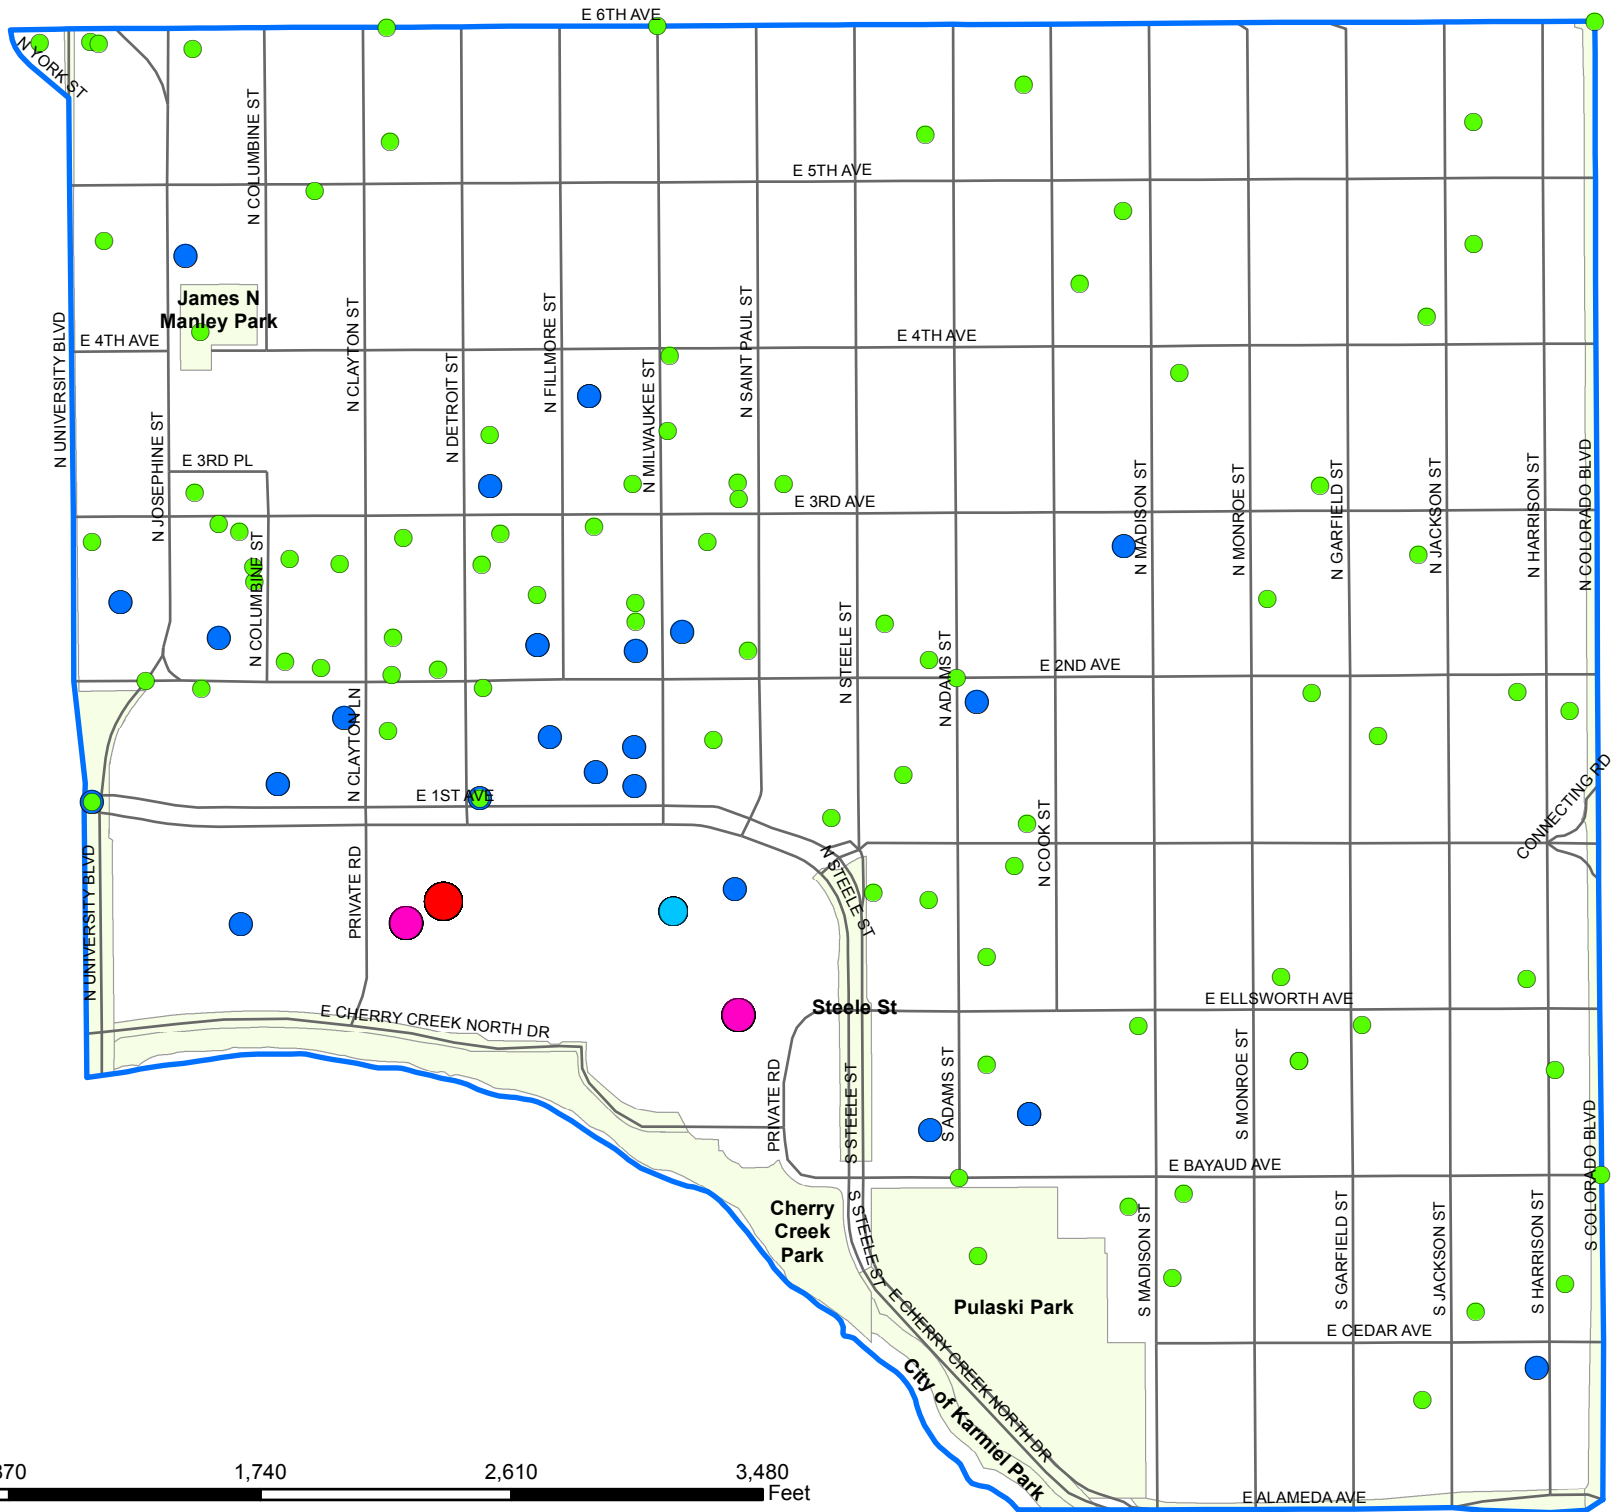 E 6TH AVE
N YORK ST
N COLUMBINE ST
E 5TH AVE
James N
Manley Park
E 4TH AVE
E 4TH AVE
N UNIVERSITY BLVD
N CLAYTON ST
N FILLMORE ST
N SAINT PAUL ST
N DETROIT ST
N MILWAUKEE ST
N JOSEPHINE ST
E 3RD PL
E 3RD AVE
N MADISON ST
N MONROE ST
N GARFIELD ST
N JACKSON ST
N HARRISON ST
N COLORADO BLVD
N COLUMBINE ST
N STEELE ST
N ADAMS ST
E 2ND AVE
N CLAYTON LN
E 1ST AVE
CONNECTING RD
N COOK ST
N UNIVERSITY BLVD
PRIVATE RD
N STEELE ST
E ELLSWORTH AVE
Steele St
E CHERRY CREEK NORTH DR
PRIVATE RD
S STEELE ST
S ADAMS ST
S MONROE ST
S COLORADO BLVD
E BAYAUD AVE
Cherry
Creek
Park
S STEELE ST
S MADISON ST
S GARFIELD ST
S JACKSON ST
S HARRISON ST
Pulaski Park
E CEDAR AVE
E CHERRY CREEK NORTH DR
City of Karmiel Park
E ALAMEDA AVE
370 1,740 2,610 3,480
Feet